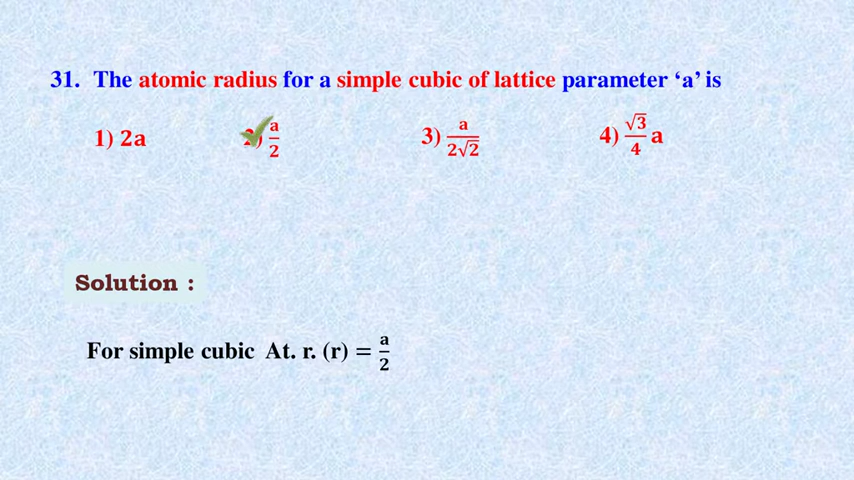 31. The atomic radius for a simple cubic of lattice parameter ‘a’ is
1) 2a 2) a/2 3) a/2√2 4) √3/4 a
Solution :
For simple cubic At. r. (r) = a/2